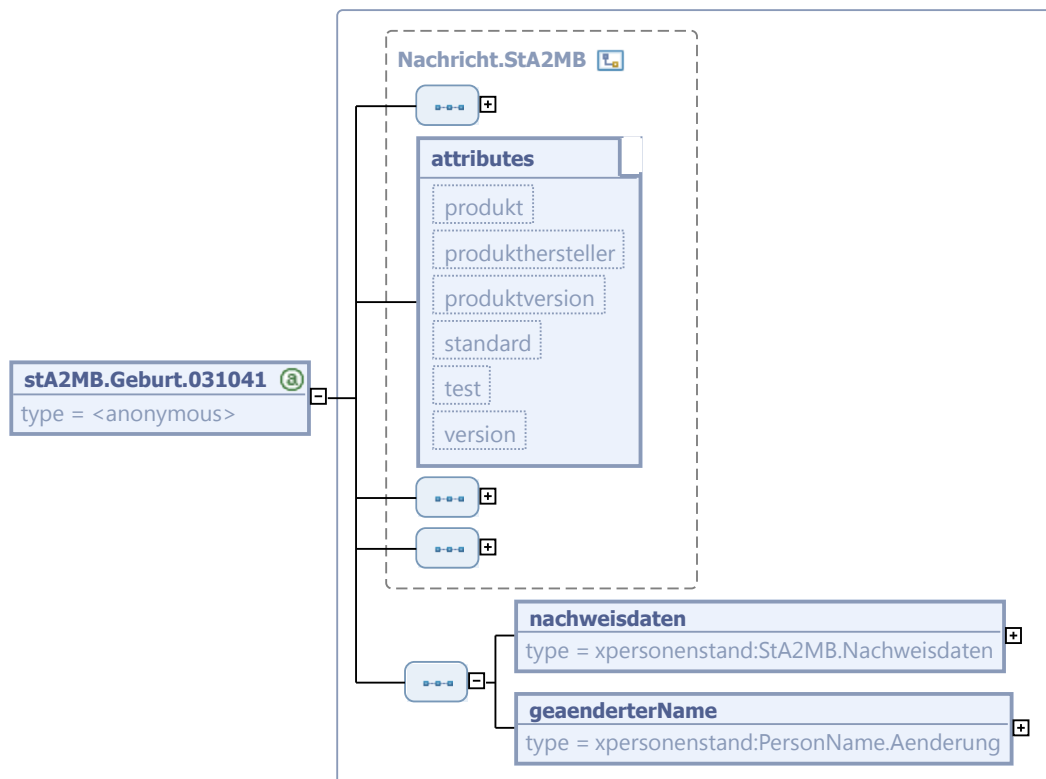 Nachricht.StA2MB
attributes
produkt
produkthersteller
produktversion
standard
test
version
stA2MB.Geburt.031041 @
type = <anonymous>
nachweisdaten
type = xpersonenstand:StA2MB.Nachweisdaten
geaenderterName
type = xpersonenstand:PersonName.Aenderung